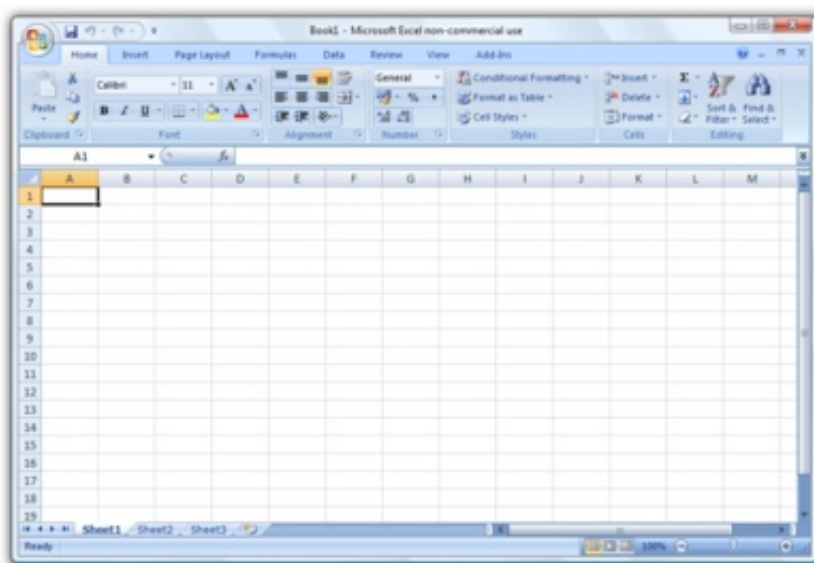 Book1 - Microsoft Excel non-commercial use
Home Insert Page Layout Formulas Data Review View Add-Ins
Calibri 11 A A General Conditional Formatting Insert Σ
Paste B I U A % Format as Table Delete Sort & Filter Find & Select
Cell Styles Format
Clipboard Font Alignment Number Styles Cells Editing
A1 fx
A B C D E F G H I J K L M
1
2
3
4
5
6
7
8
9
10
11
12
13
14
15
16
17
18
19
Sheet1 Sheet2 Sheet3
Ready 100%